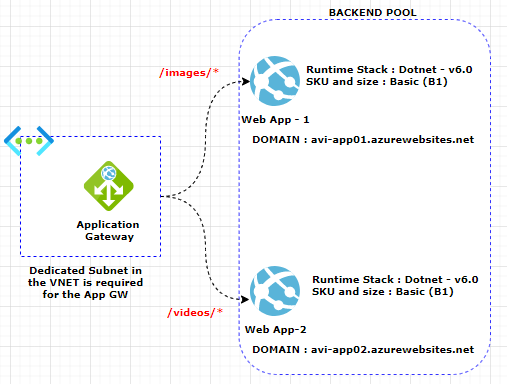 BACKEND POOL
/images/*
Runtime Stack : Dotnet - v6.0
SKU and size : Basic (B1)
Web App - 1
DOMAIN : avi-app01.azurewebsites.net
Application
Gateway
Dedicated Subnet in
the VNET is required
for the App GW
Runtime Stack : Dotnet - v6.0
SKU and size : Basic (B1)
/videos/*
Web App-2
DOMAIN : avi-app02.azurewebsites.net